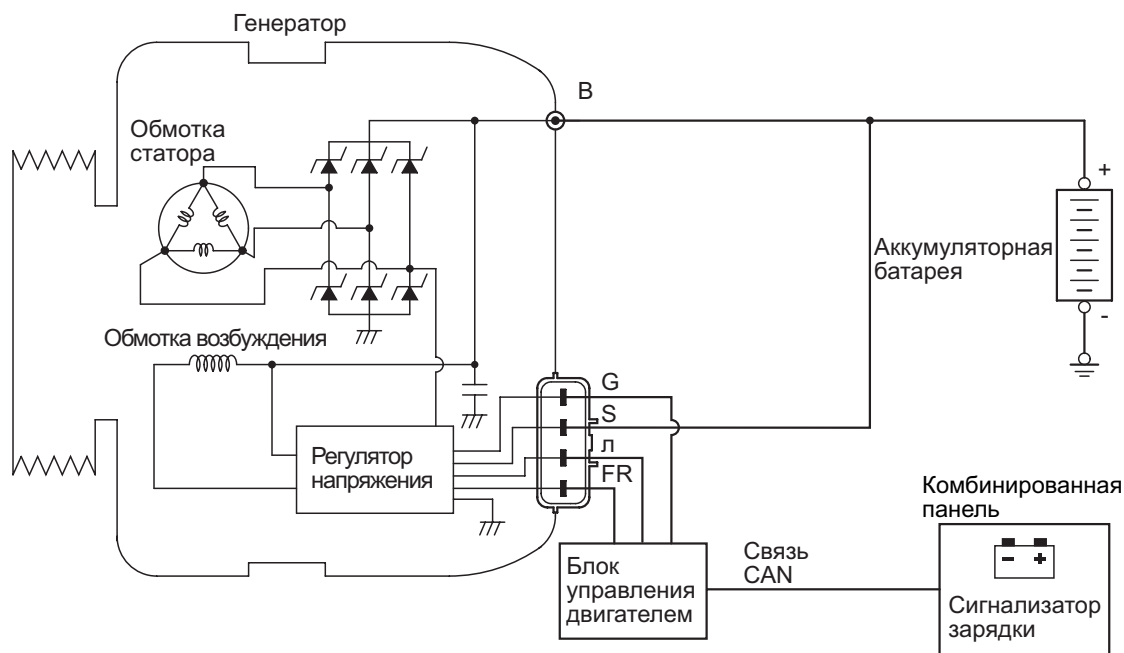 Генератор
B
Обмотка
статора
+
Аккумуляторная
батарея
-
Обмотка возбуждения
G
S
Л
FR
Регулятор
напряжения
Комбинированная
панель
Блок
управления
двигателем
Связь
CAN
- +
Сигнализатор
зарядки